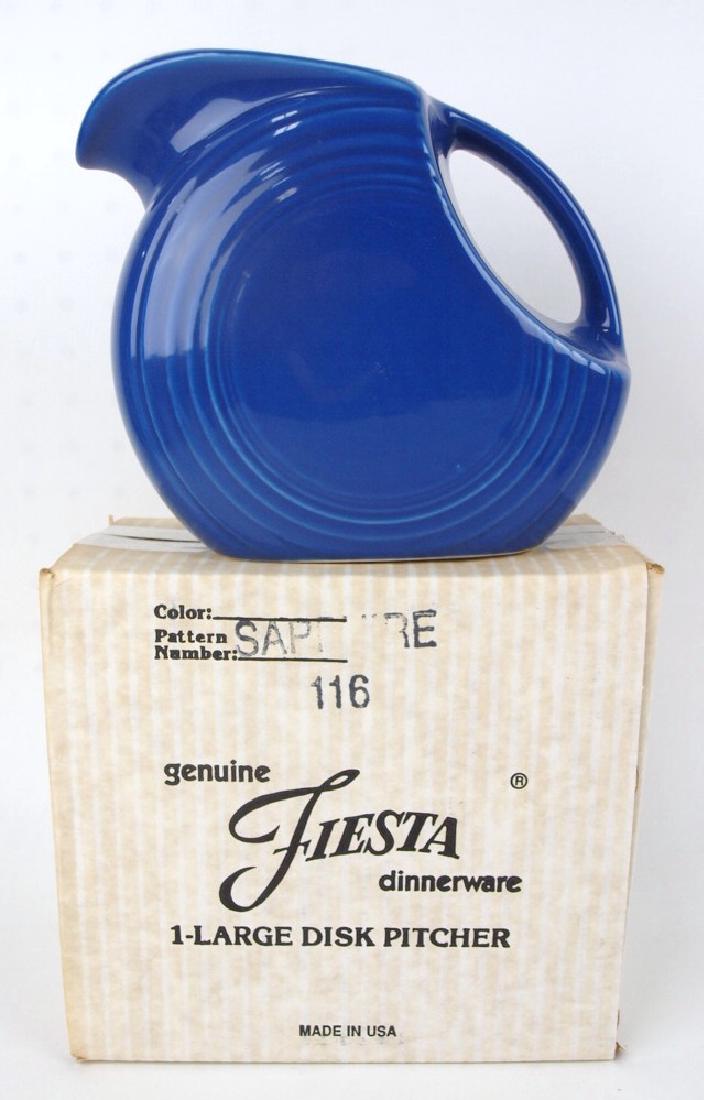 Color:
Pattern
Number:
116
genuine
®
FIESTA
dinnerware
1-LARGE DISK PITCHER
MADE IN USA